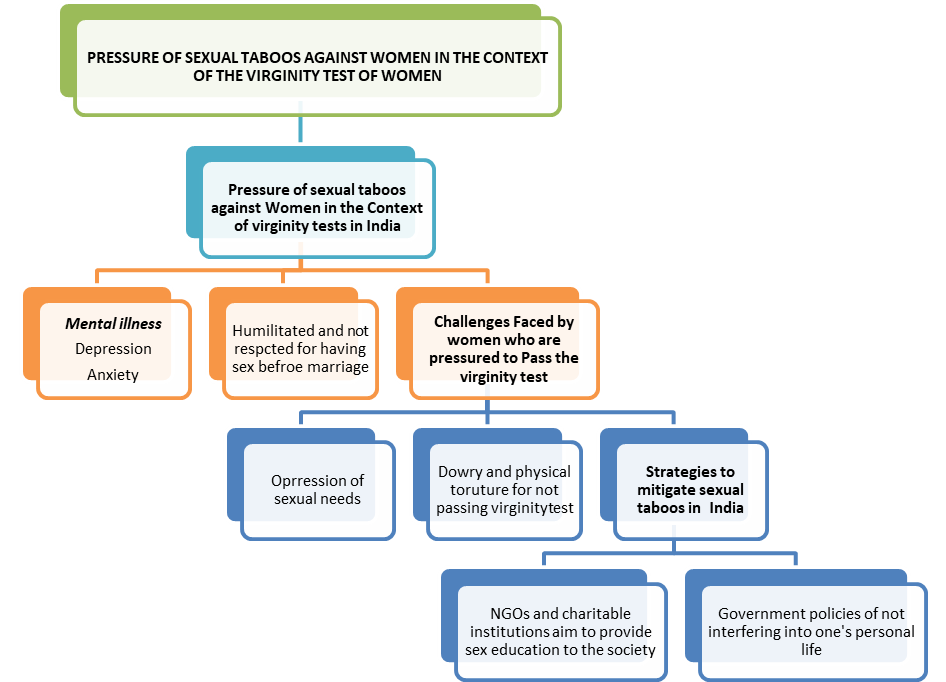 PRESSURE OF SEXUAL TABOOS AGAINST WOMEN IN THE CONTEXT
OF THE VIRGINITY TEST OF WOMEN
Pressure of sexual taboos
against Women in the Context
of virginity tests in India
Mental illness
Depression
Anxiety
Humilitated and not
respcted for having
sex befroe marriage
Challenges Faced by
women who are
pressured to Pass the
virginity test
Oprression of
sexual needs
Dowry and physical
toruture for not
passing virginitytest
Strategies to
mitigate sexual
taboos in  India
NGOs and charitable
institutions aim to provide
sex education to the society
Government policies of not
interfering into one's personal
life